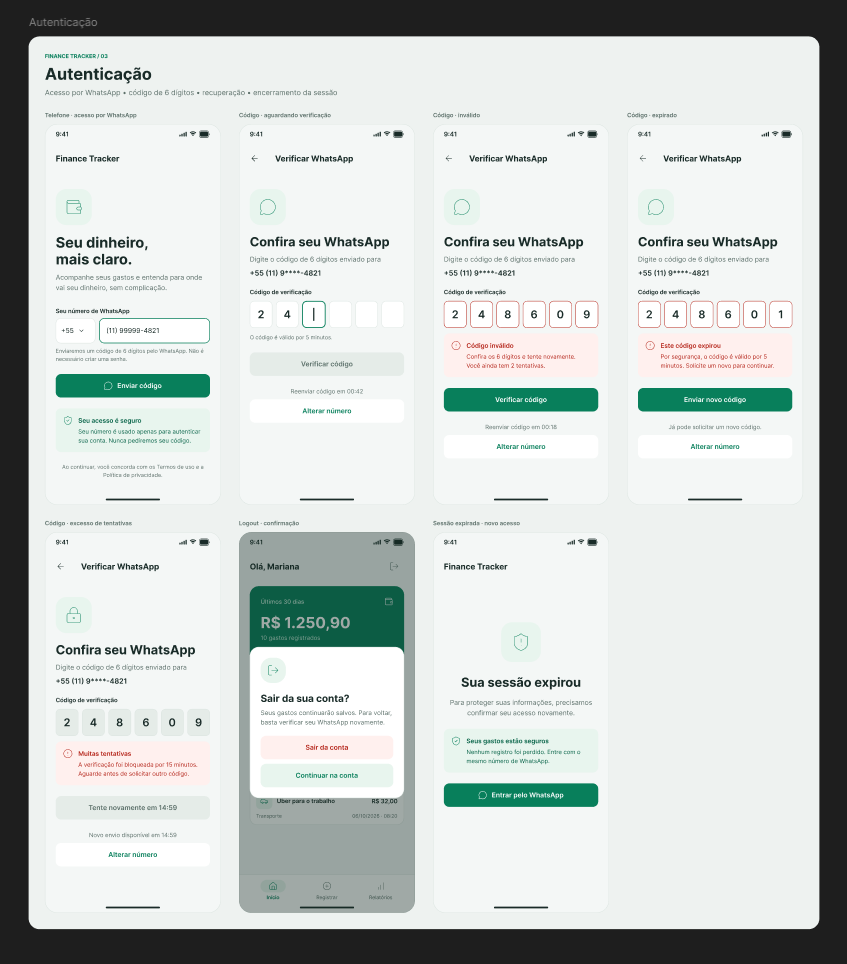 Autenticação
FINANCE TRACKER / 03
Autenticação
Acesso por WhatsApp • código de 6 dígitos • recuperação • encerramento da sessão
Telefone · acesso por WhatsApp
9:41
Finance Tracker
Seu dinheiro,
mais claro.
Acompanhe seus gastos e entenda para onde
vai seu dinheiro, sem complicação.
Seu número de WhatsApp
+55
(11) 99999-4821
Enviaremos um código de 6 dígitos pelo WhatsApp. Não é
necessário criar uma senha.
Enviar código
Seu acesso é seguro
Seu número é usado apenas para autenticar
sua conta. Nunca pediremos seu código.
Ao continuar, você concorda com os Termos de uso e a
Política de privacidade.
Código · aguardando verificação
9:41
Verificar WhatsApp
Confira seu WhatsApp
Digite o código de 6 dígitos enviado para
+55 (11) 9****-4821
Código de verificação
2 4
O código é válido por 5 minutos.
Verificar código
Reenviar código em 00:42
Alterar número
Código · inválido
9:41
Verificar WhatsApp
Confira seu WhatsApp
Digite o código de 6 dígitos enviado para
+55 (11) 9****-4821
Código de verificação
2 4 8 6 0 9
Código inválido
Confira os 6 dígitos e tente novamente.
Você ainda tem 2 tentativas.
Verificar código
Reenviar código em 00:18
Alterar número
Código · expirado
9:41
Verificar WhatsApp
Confira seu WhatsApp
Digite o código de 6 dígitos enviado para
+55 (11) 9****-4821
Código de verificação
2 4 8 6 0 1
Este código expirou
Por segurança, o código é válido por 5
minutos. Solicite um novo para continuar.
Enviar novo código
Já pode solicitar um novo código.
Alterar número
Código · excesso de tentativas
9:41
Verificar WhatsApp
Confira seu WhatsApp
Digite o código de 6 dígitos enviado para
+55 (11) 9****-4821
Código de verificação
2 4 8 6 0 9
Muitas tentativas
A verificação foi bloqueada por 15 minutos.
Aguarde antes de solicitar outro código.
Tente novamente em 14:59
Novo envio disponível em 14:59
Alterar número
Logout · confirmação
9:41
Olá, Mariana
Últimos 30 dias
R$ 1.250,90
10 gastos registrados
Sair da sua conta?
Seus gastos continuarão salvos. Para voltar,
basta verificar seu WhatsApp novamente.
Sair da conta
Continuar na conta
Uber para o trabalho
R$ 32,00
Transporte
Início
Registrar
Relatórios
Sessão expirada · novo acesso
9:41
Finance Tracker
Sua sessão expirou
Para proteger suas informações, precisamos
confirmar seu acesso novamente.
Seus gastos estão seguros
Nenhum registro foi perdido. Entre com o
mesmo número de WhatsApp.
Entrar pelo WhatsApp